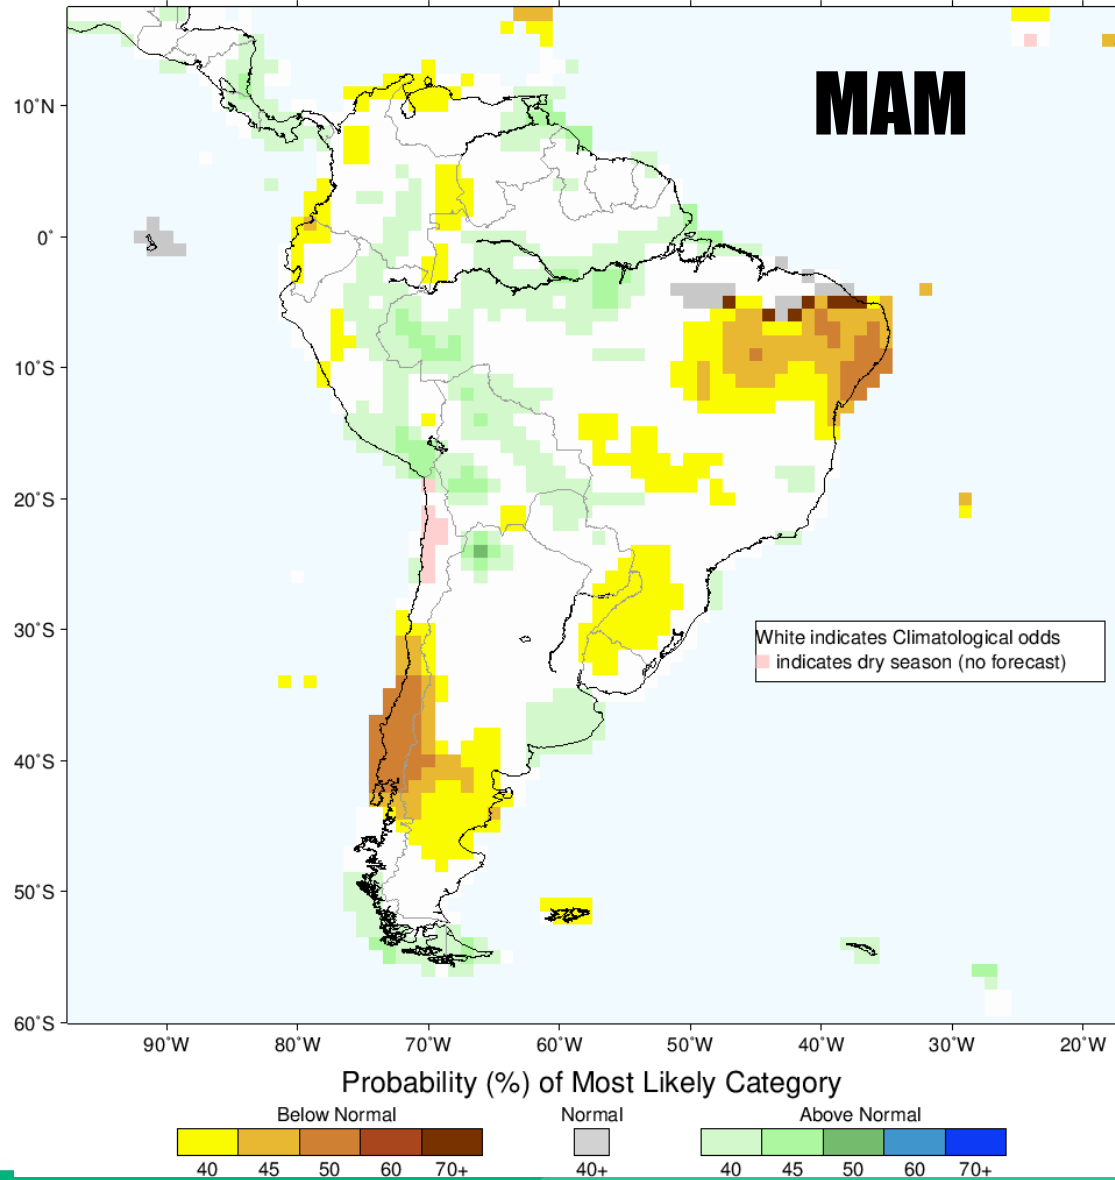 MAM
10˚N
0˚
10˚S
20˚S
30˚S
40˚S
50˚S
60˚S
White indicates Climatological odds
indicates dry season (no forecast)
90˚W 80˚W 70˚W 60˚W 50˚W 40˚W 30˚W 20˚W
Probability (%) of Most Likely Category
Below Normal Normal Above Normal
40 45 50 60 70+ 40+ 40 45 50 60 70+